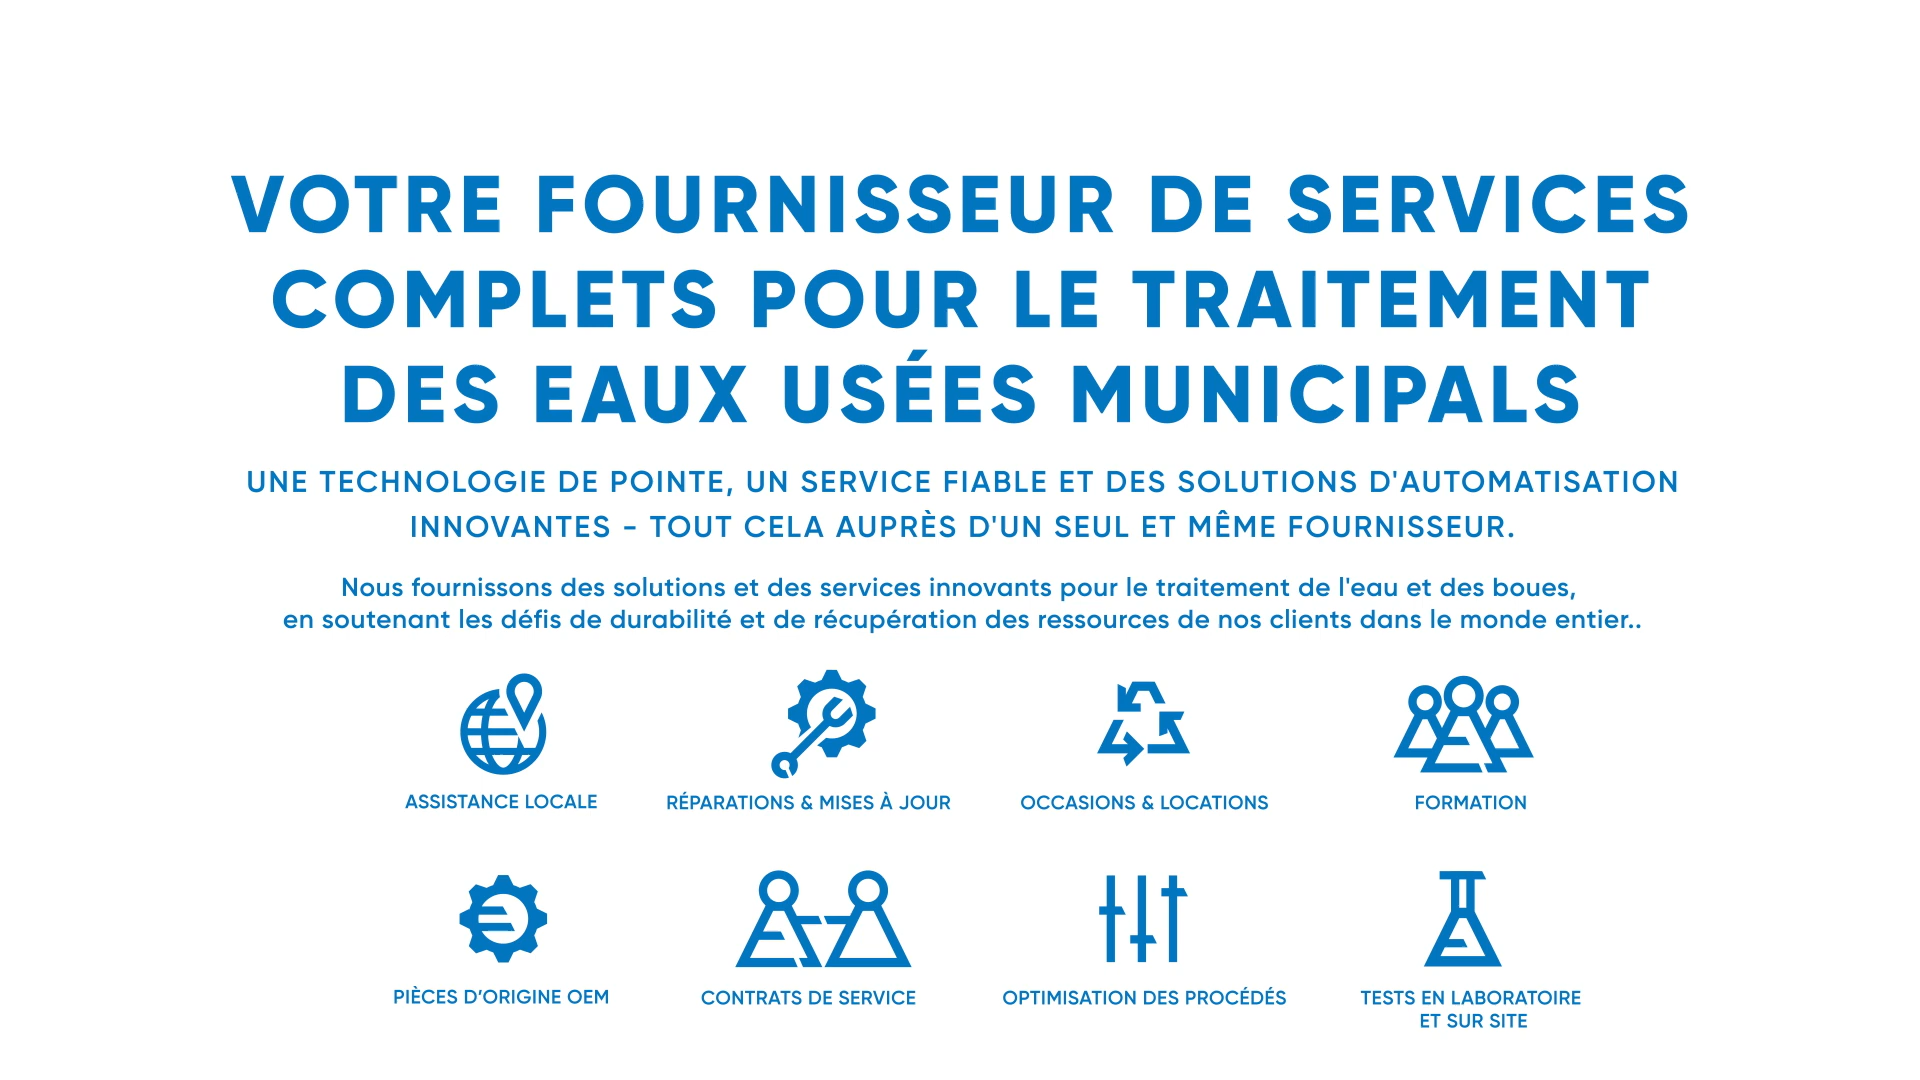 VOTRE FOURNISSEUR DE SERVICES
COMPLETS POUR LE TRAITEMENT
DES EAUX USÉES MUNICIPALS
UNE TECHNOLOGIE DE POINTE, UN SERVICE FIABLE ET DES SOLUTIONS D'AUTOMATISATION
INNOVANTES - TOUT CELA AUPRÈS D'UN SEUL ET MÊME FOURNISSEUR.
Nous fournissons des solutions et des services innovants pour le traitement de l'eau et des boues,
en soutenant les défis de durabilité et de récupération des ressources de nos clients dans le monde entier..
ASSISTANCE LOCALE
RÉPARATIONS & MISES À JOUR
OCCASIONS & LOCATIONS
FORMATION
PIÈCES D’ORIGINE OEM
CONTRATS DE SERVICE
OPTIMISATION DES PROCÉDÉS
TESTS EN LABORATOIRE
ET SUR SITE